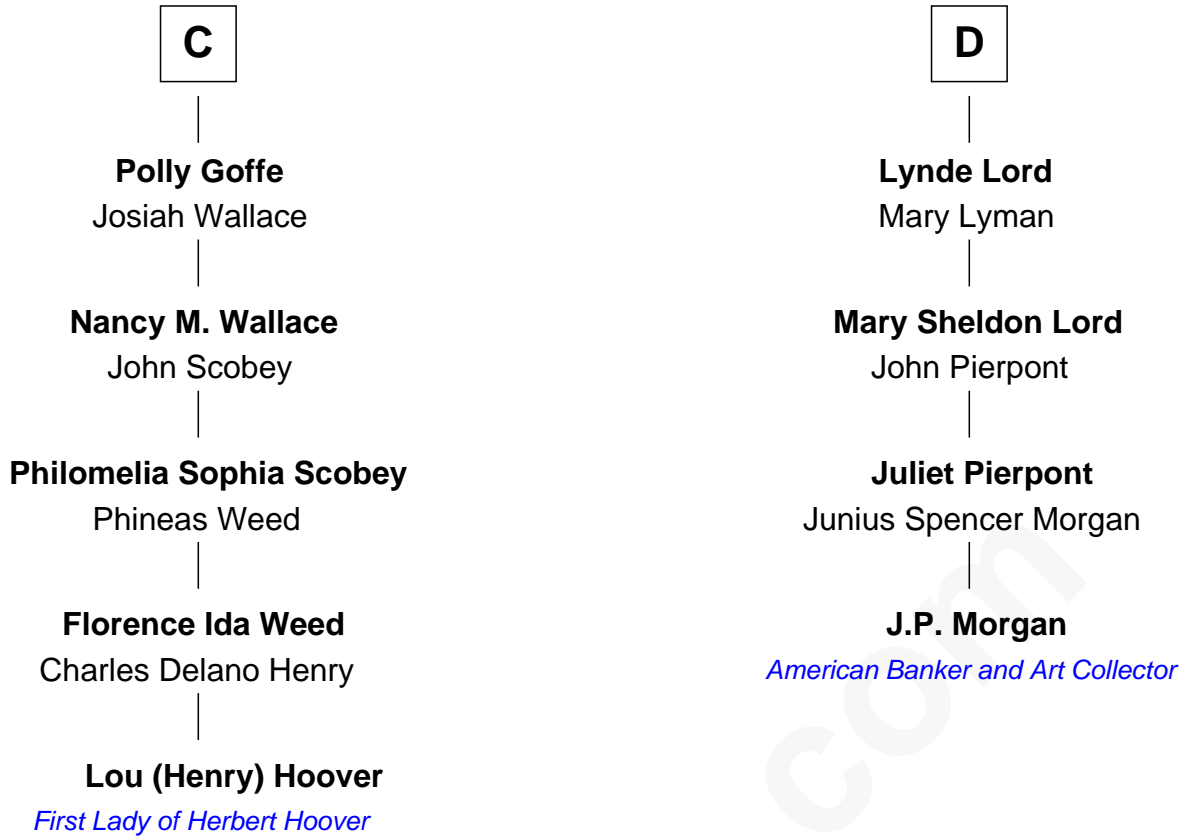 C
Polly Goffe
Josiah Wallace
Nancy M. Wallace
John Scobey
Philomelia Sophia Scobey
Phineas Weed
Florence Ida Weed
Charles Delano Henry
Lou (Henry) Hoover
First Lady of Herbert Hoover
D
Lynde Lord
Mary Lyman
Mary Sheldon Lord
John Pierpont
Juliet Pierpont
Junius Spencer Morgan
J.P. Morgan
American Banker and Art Collector
com